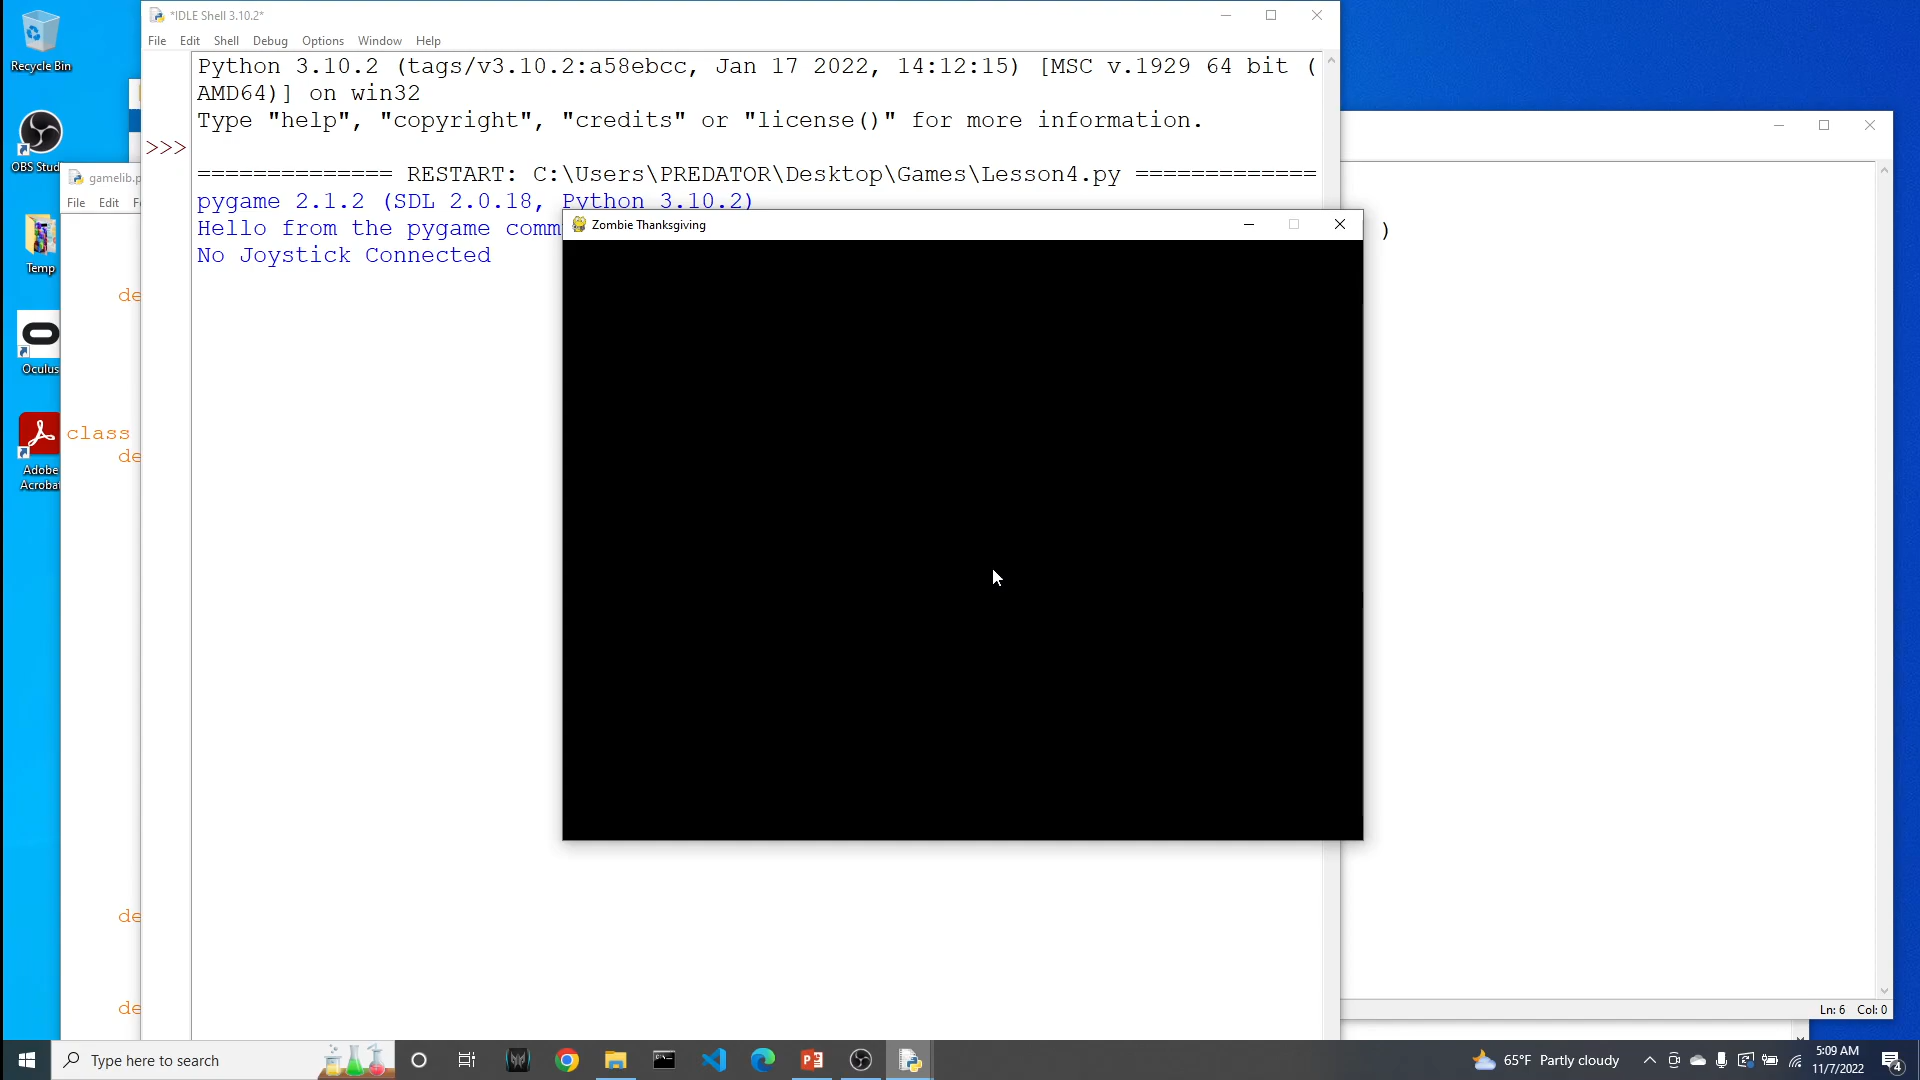 Recycle Bin
OBS Stud
Temp
Oculus
Adobe
Acrobat
*IDLE Shell 3.10.2*
File Edit Shell Debug Options Window Help
Python 3.10.2 (tags/v3.10.2:a58ebcc, Jan 17 2022, 14:12:15) [MSC v.1929 64 bit (
AMD64)] on win32
Type "help", "copyright", "credits" or "license()" for more information.
>>>
============== RESTART: C:\Users\PREDATOR\Desktop\Games\Lesson4.py =============
pygame 2.1.2 (SDL 2.0.18, Python 3.10.2)
Hello from the pygame comm
No Joystick Connected
gamelib.p
File Edit F
de
class
de
de
de
Zombie Thanksgiving
)
Ln: 6 Col: 0
Type here to search
65°F Partly cloudy
5:09 AM
11/7/2022
4